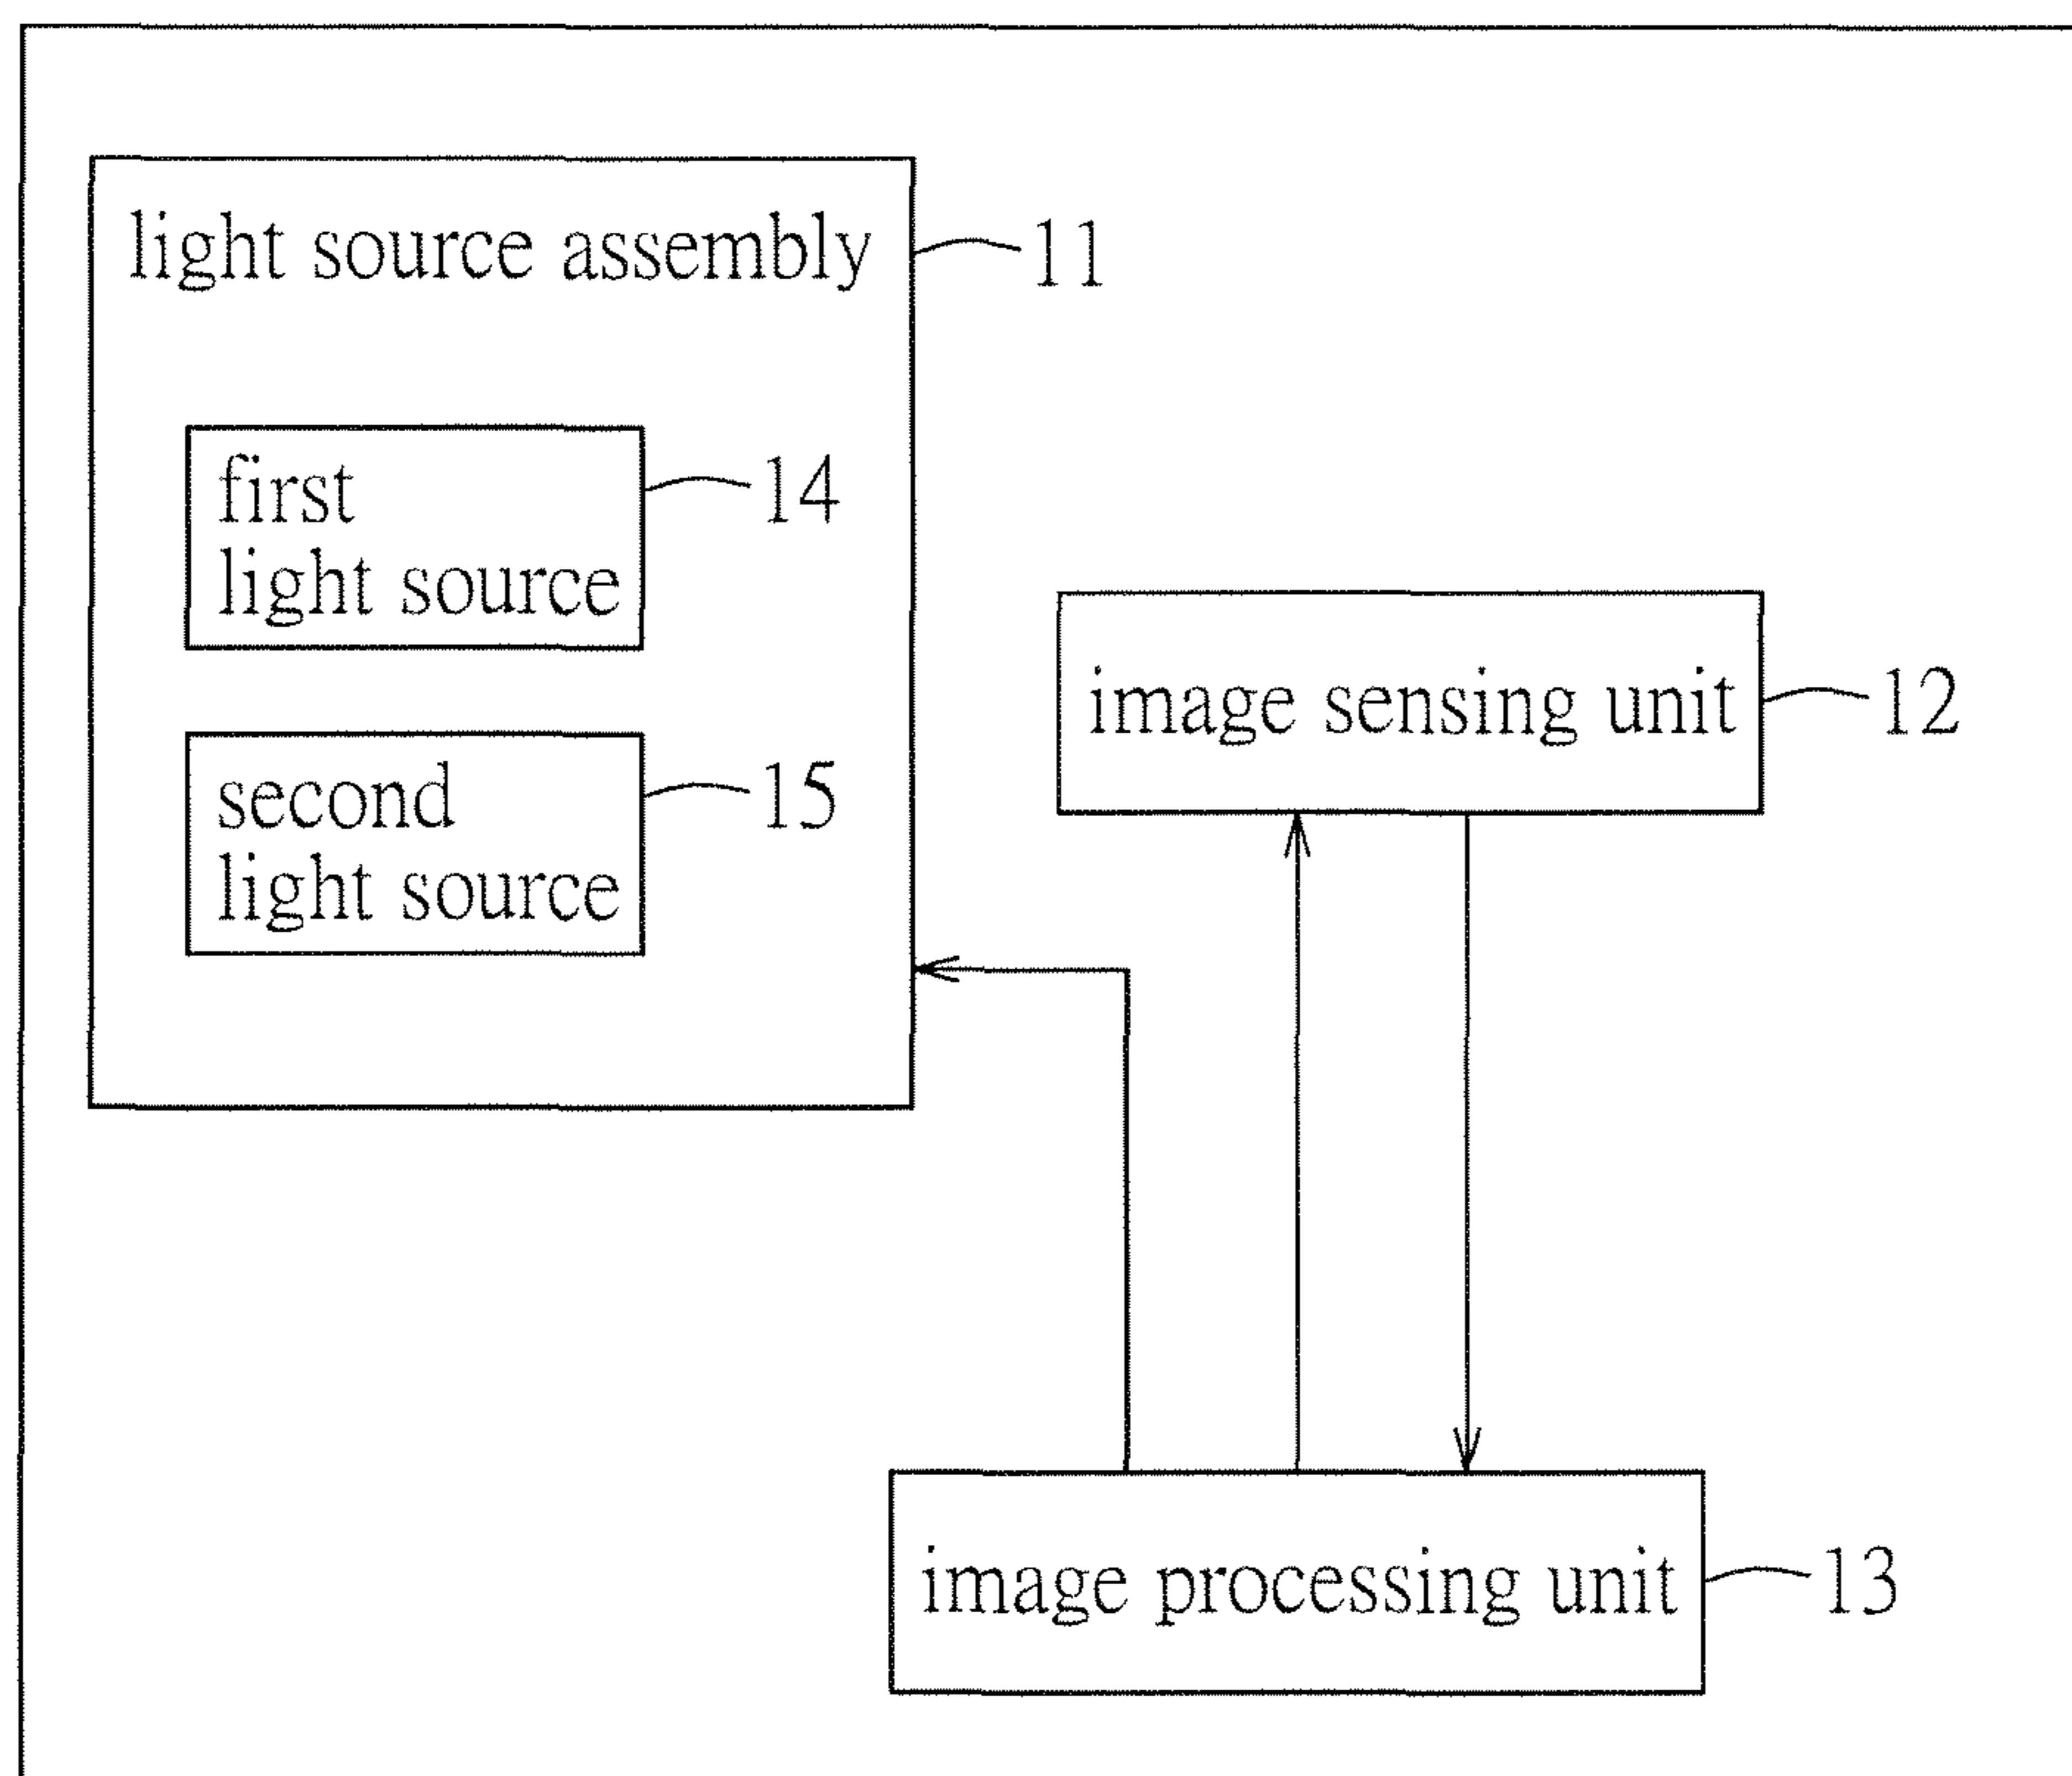 light source assembly
11
first
light source
14
second
light source
15
image sensing unit
12
image processing unit
13